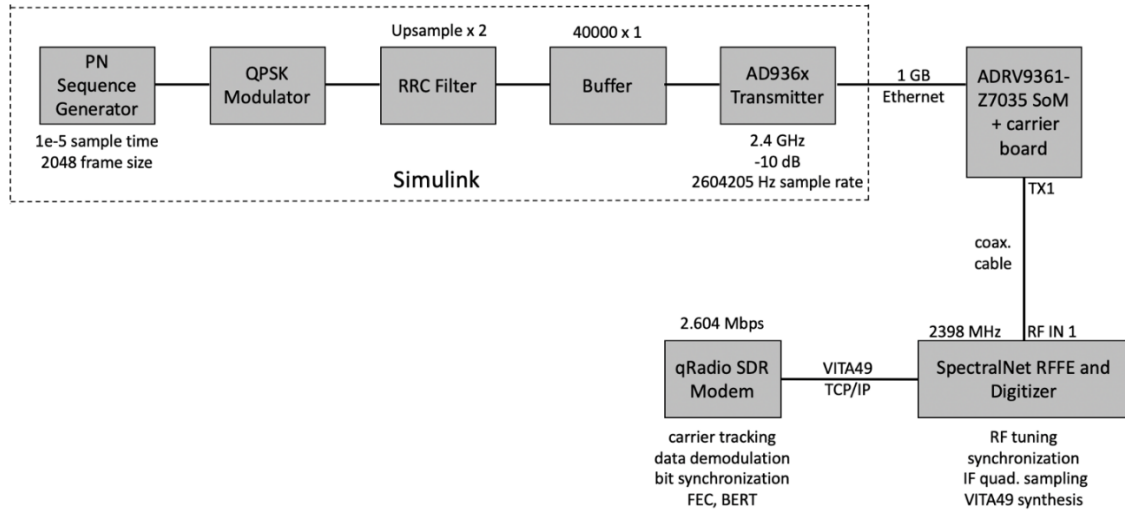 PN
Sequence
Generator
1e-5 sample time
2048 frame size
QPSK
Modulator
Upsample x 2
RRC Filter
40000 x 1
Buffer
AD936x
Transmitter
2.4 GHz
-10 dB
2604205 Hz sample rate
Simulink
1 GB
Ethernet
ADRV9361-
Z7035 SoM
+ carrier
board
TX1
coax.
cable
2398 MHz
RF IN 1
SpectralNet RFFE and
Digitizer
RF tuning
synchronization
IF quad. sampling
VITA49 synthesis
VITA49
TCP/IP
2.604 Mbps
qRadio SDR
Modem
carrier tracking
data demodulation
bit synchronization
FEC, BERT